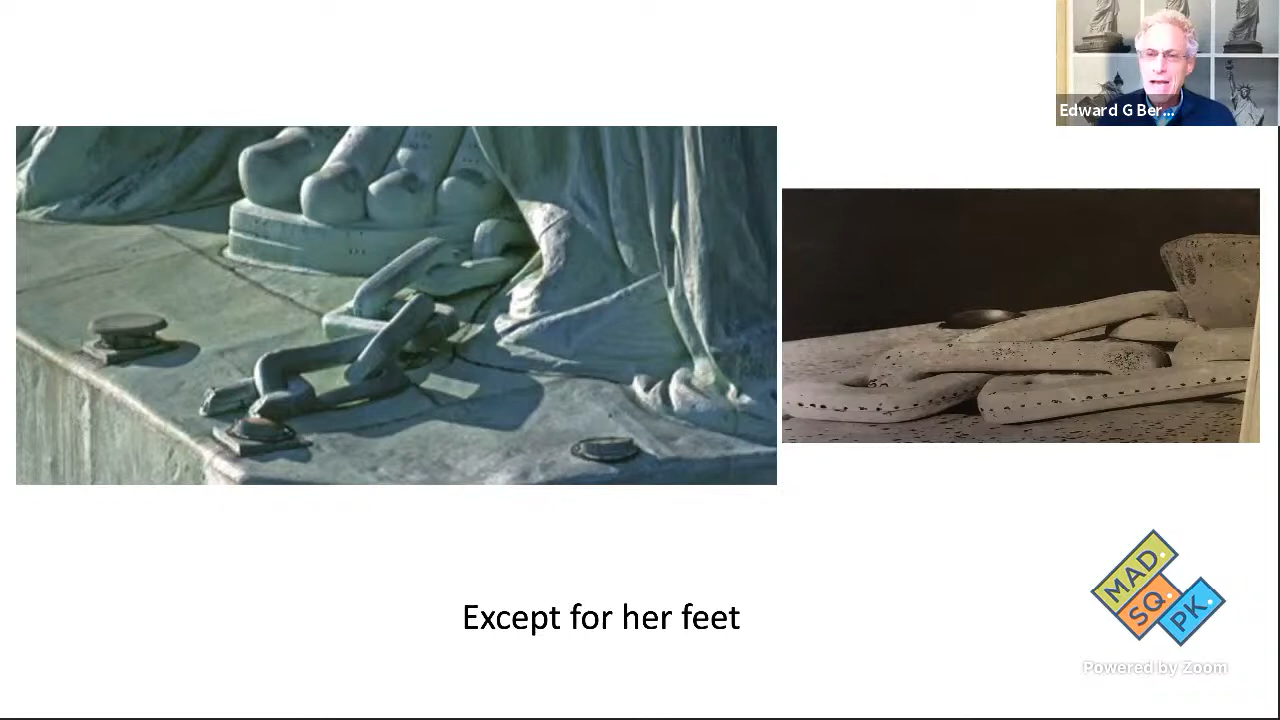 Edward G Ber...
Except for her feet
MAD.
SQ.
PK.
Powered by Zoom